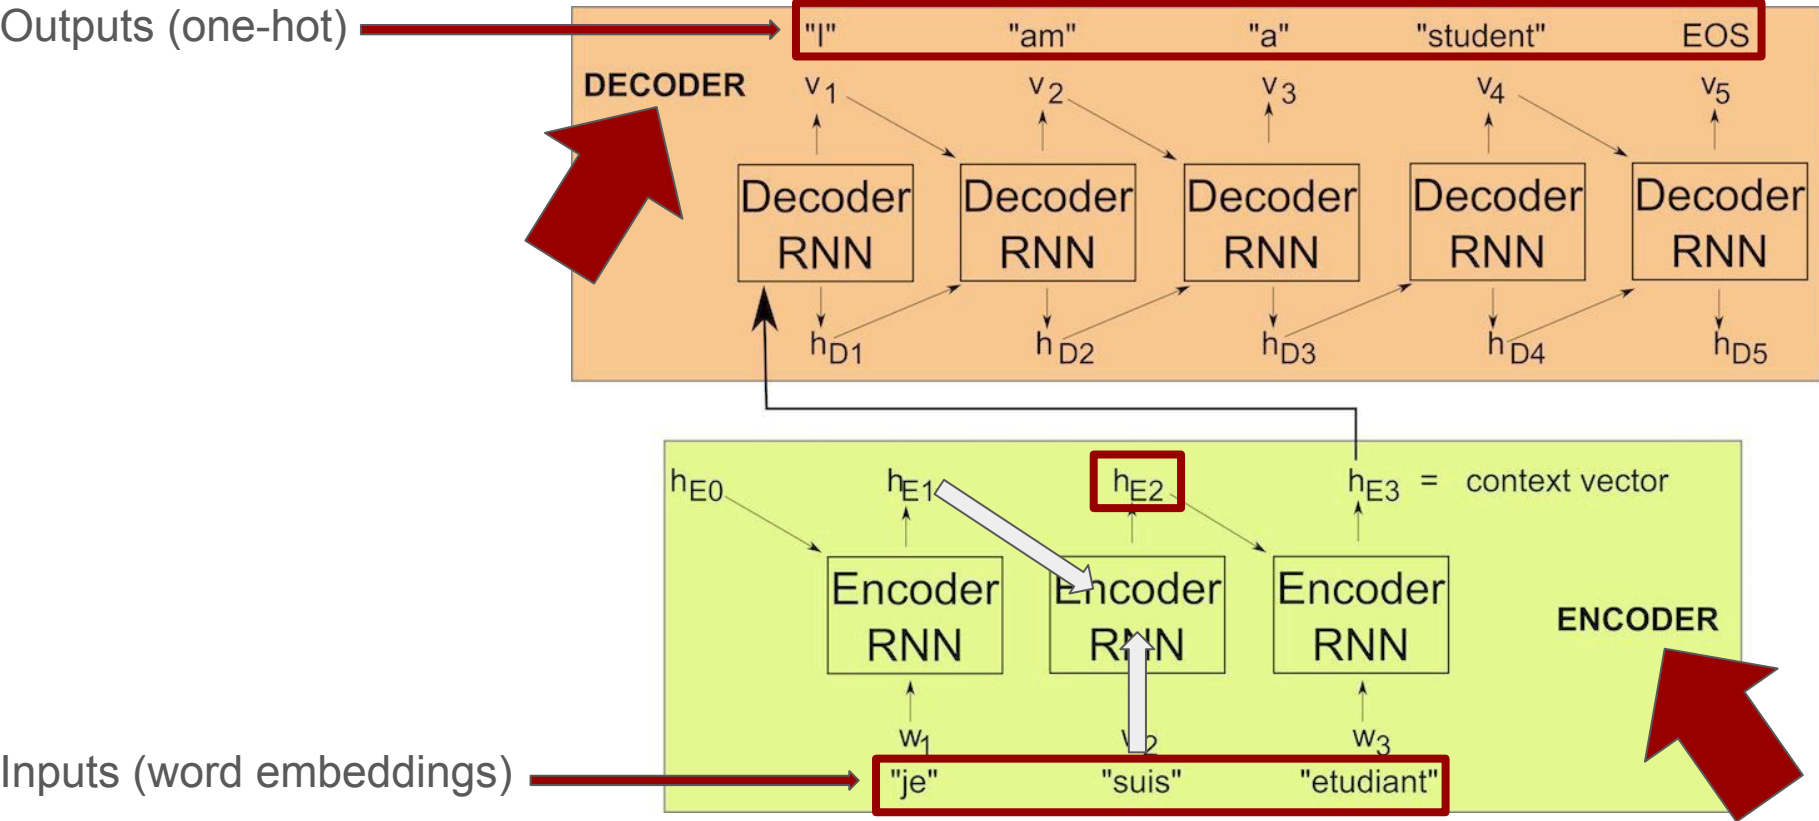 Outputs (one-hot)
"I" "am" "a" "student" EOS
DECODER
v1 v2 v3 v4 v5
Decoder RNN
Decoder RNN
Decoder RNN
Decoder RNN
Decoder RNN
hD1 hD2 hD3 hD4 hD5
hE0 hE1 hE2 hE3 = context vector
Encoder RNN
Encoder RNN
Encoder RNN
ENCODER
w1 2 w3
Inputs (word embeddings)
"je" "suis" "etudiant"